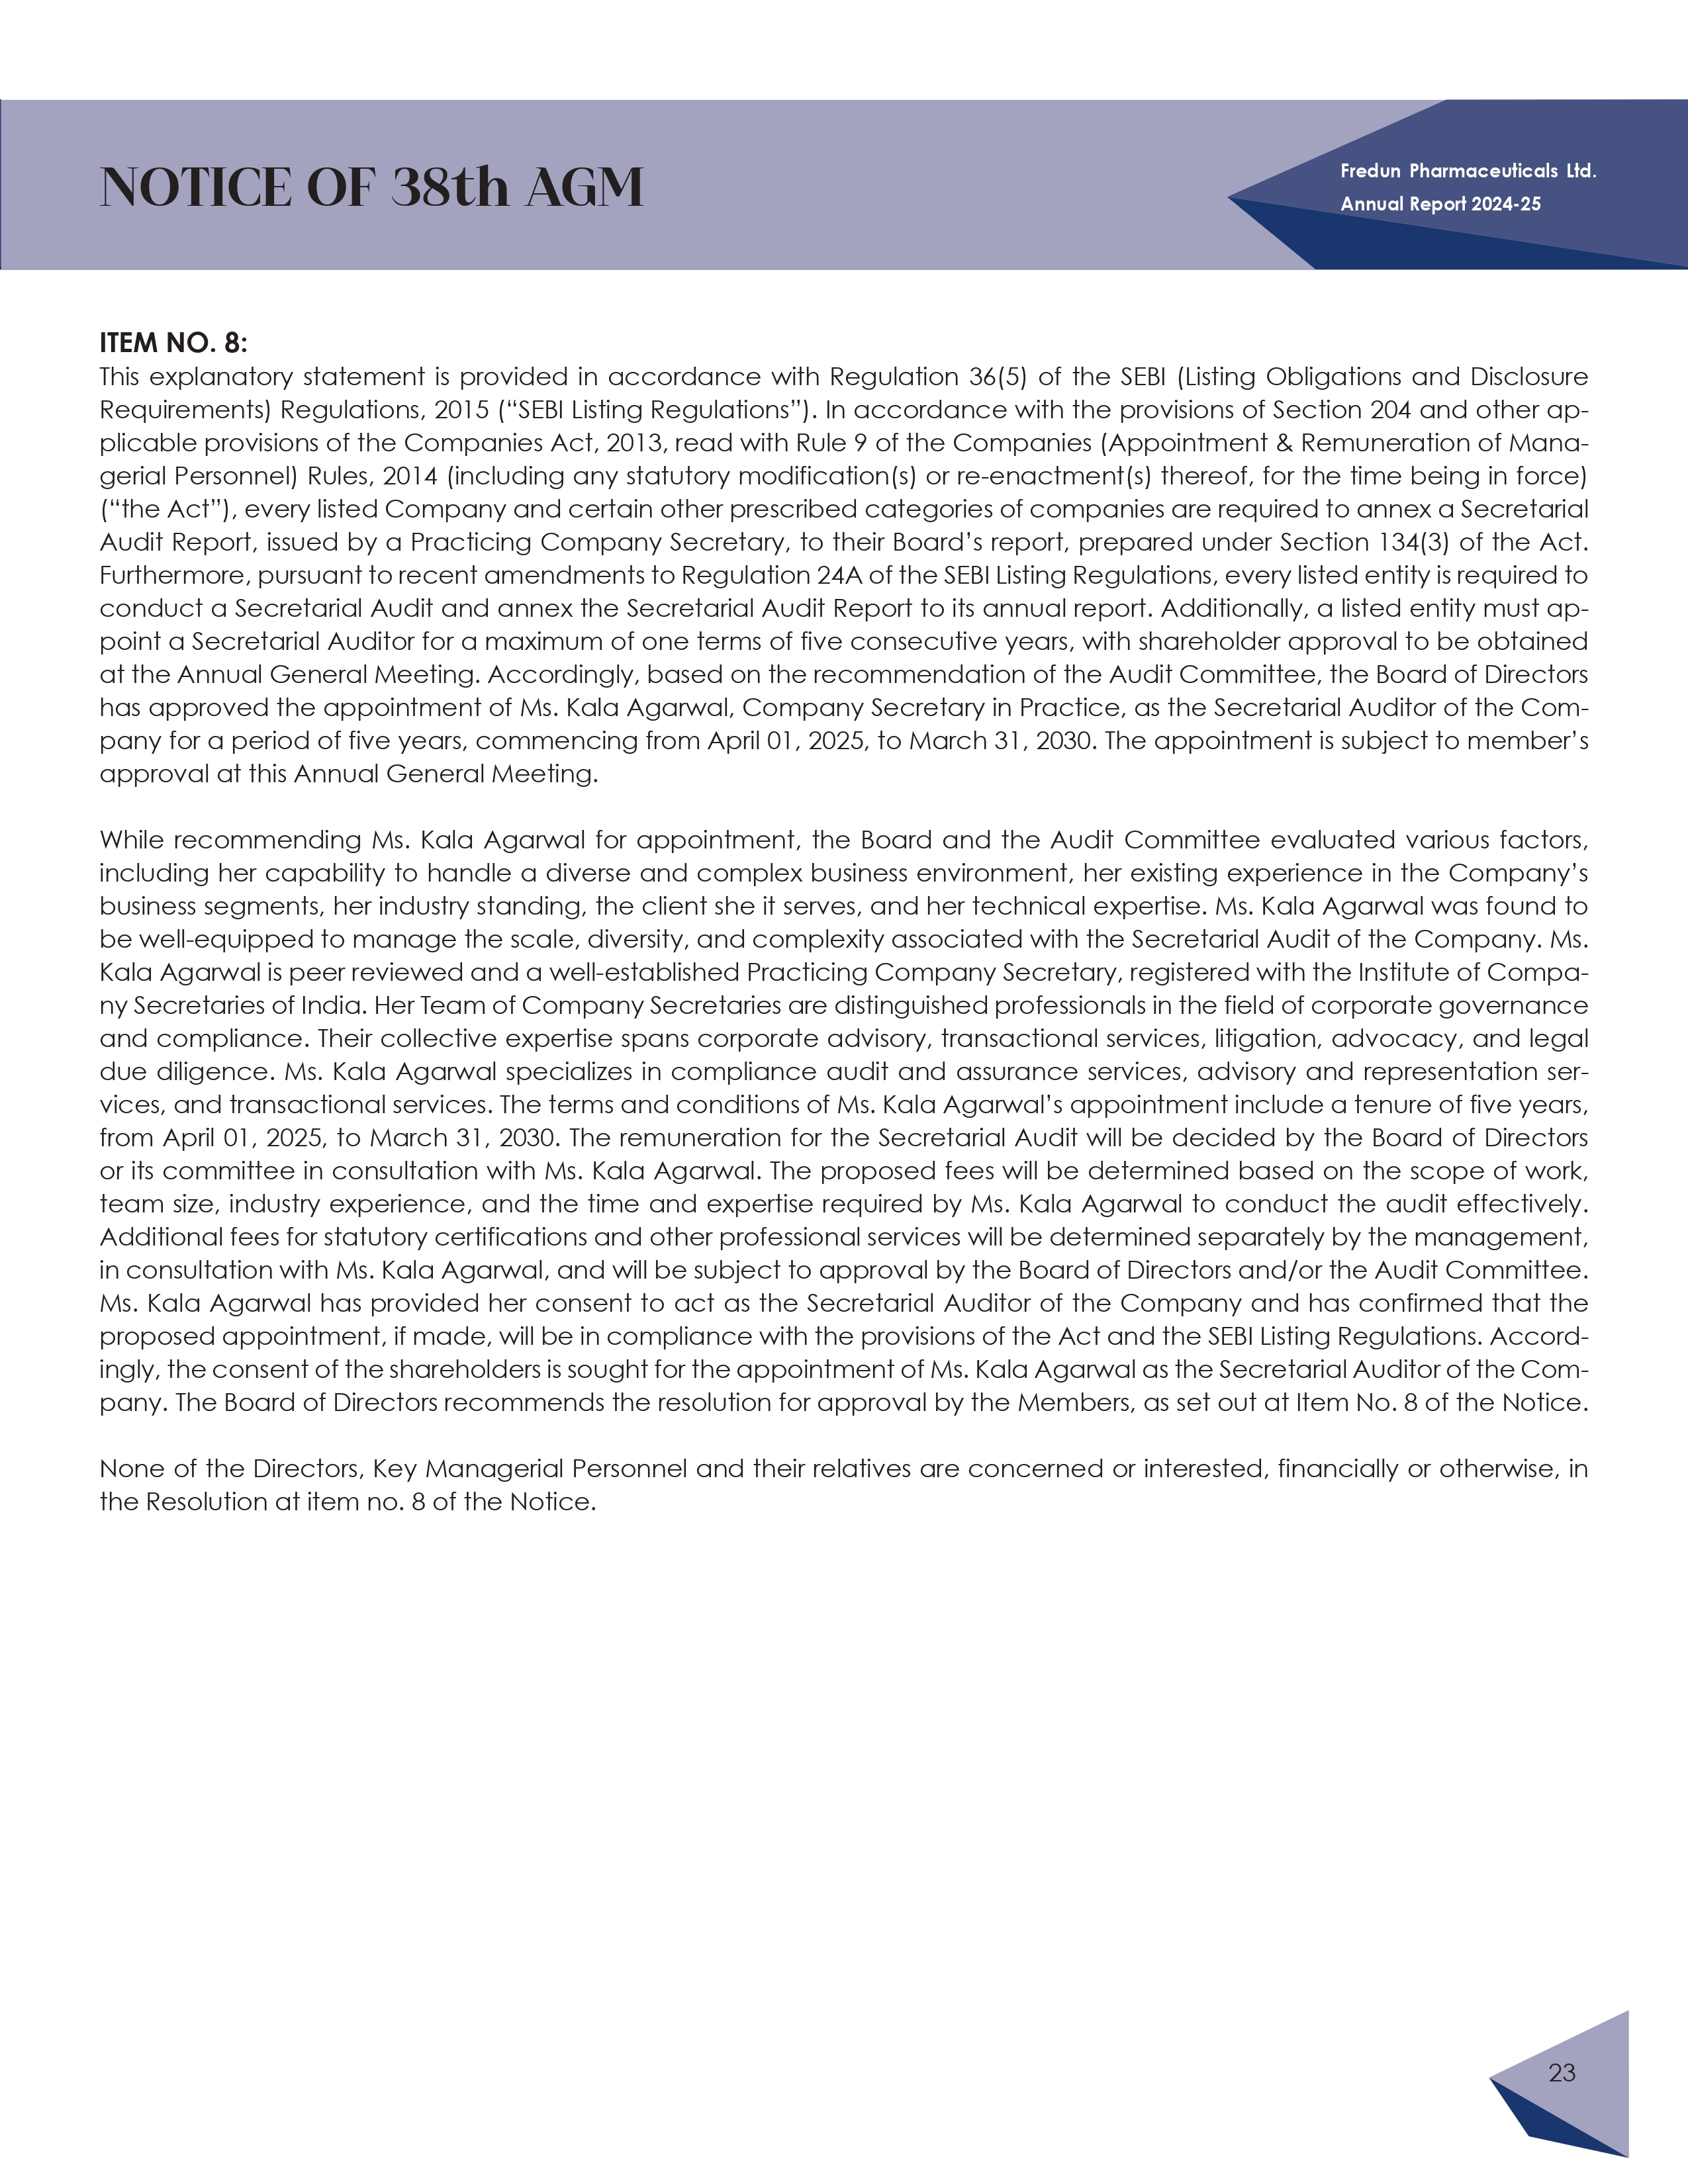 NOTICE OF 38th AGM
Fredun Pharmaceuticals Ltd.
Annual Report 2024-25
ITEM NO. 8:
This explanatory statement is provided in accordance with Regulation 36(5) of the SEBI (Listing Obligations and Disclosure
Requirements) Regulations, 2015 (“SEBI Listing Regulations”). In accordance with the provisions of Section 204 and other ap-
plicable provisions of the Companies Act, 2013, read with Rule 9 of the Companies (Appointment & Remuneration of Mana-
gerial Personnel) Rules, 2014 (including any statutory modification(s) or re-enactment(s) thereof, for the time being in force)
(“the Act”), every listed Company and certain other prescribed categories of companies are required to annex a Secretarial
Audit Report, issued by a Practicing Company Secretary, to their Board’s report, prepared under Section 134(3) of the Act.
Furthermore, pursuant to recent amendments to Regulation 24A of the SEBI Listing Regulations, every listed entity is required to
conduct a Secretarial Audit and annex the Secretarial Audit Report to its annual report. Additionally, a listed entity must ap-
point a Secretarial Auditor for a maximum of one terms of five consecutive years, with shareholder approval to be obtained
at the Annual General Meeting. Accordingly, based on the recommendation of the Audit Committee, the Board of Directors
has approved the appointment of Ms. Kala Agarwal, Company Secretary in Practice, as the Secretarial Auditor of the Com-
pany for a period of five years, commencing from April 01, 2025, to March 31, 2030. The appointment is subject to member’s
approval at this Annual General Meeting.
While recommending Ms. Kala Agarwal for appointment, the Board and the Audit Committee evaluated various factors,
including her capability to handle a diverse and complex business environment, her existing experience in the Company’s
business segments, her industry standing, the client she it serves, and her technical expertise. Ms. Kala Agarwal was found to
be well-equipped to manage the scale, diversity, and complexity associated with the Secretarial Audit of the Company. Ms.
Kala Agarwal is peer reviewed and a well-established Practicing Company Secretary, registered with the Institute of Compa-
ny Secretaries of India. Her Team of Company Secretaries are distinguished professionals in the field of corporate governance
and compliance. Their collective expertise spans corporate advisory, transactional services, litigation, advocacy, and legal
due diligence. Ms. Kala Agarwal specializes in compliance audit and assurance services, advisory and representation ser-
vices, and transactional services. The terms and conditions of Ms. Kala Agarwal’s appointment include a tenure of five years,
from April 01, 2025, to March 31, 2030. The remuneration for the Secretarial Audit will be decided by the Board of Directors
or its committee in consultation with Ms. Kala Agarwal. The proposed fees will be determined based on the scope of work,
team size, industry experience, and the time and expertise required by Ms. Kala Agarwal to conduct the audit effectively.
Additional fees for statutory certifications and other professional services will be determined separately by the management,
in consultation with Ms. Kala Agarwal, and will be subject to approval by the Board of Directors and/or the Audit Committee.
Ms. Kala Agarwal has provided her consent to act as the Secretarial Auditor of the Company and has confirmed that the
proposed appointment, if made, will be in compliance with the provisions of the Act and the SEBI Listing Regulations. Accord-
ingly, the consent of the shareholders is sought for the appointment of Ms. Kala Agarwal as the Secretarial Auditor of the Com-
pany. The Board of Directors recommends the resolution for approval by the Members, as set out at Item No. 8 of the Notice.
None of the Directors, Key Managerial Personnel and their relatives are concerned or interested, financially or otherwise, in
the Resolution at item no. 8 of the Notice.
23